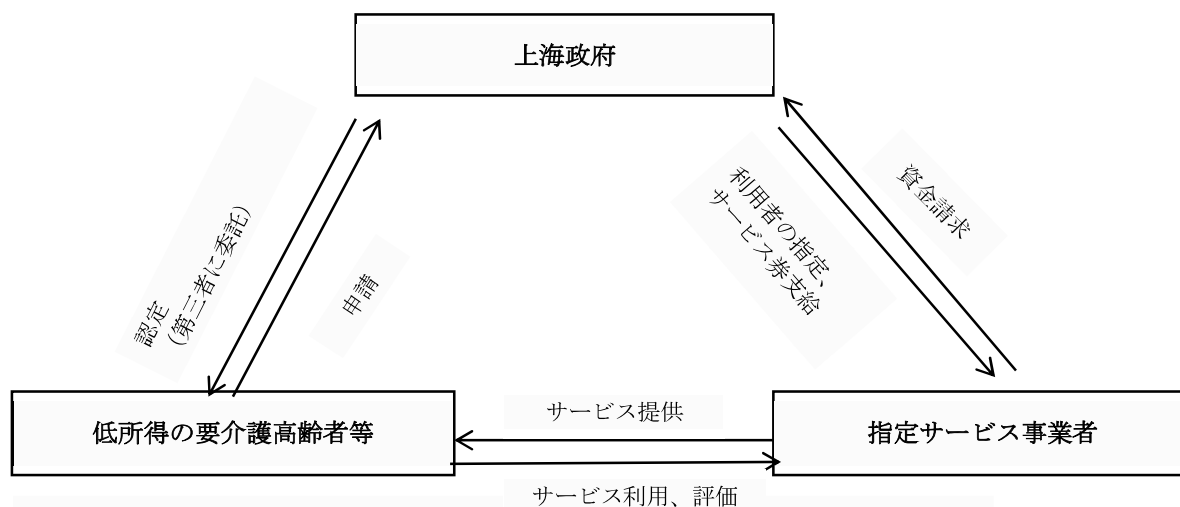 上海政府
認定
(第三者に委託)
申請
利用者の指定、
サービス券支給
資金請求
低所得の要介護高齢者等
サービス提供
指定サービス事業者
サービス利用、評価